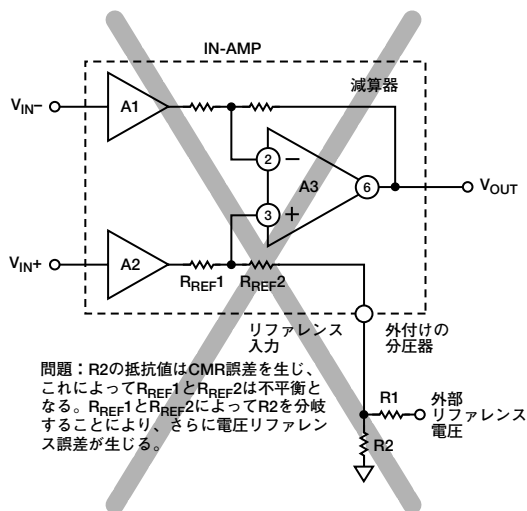 IN-AMP
減算器
A1
VIN−
2
−
A3
6
VOUT
3
+
VIN+
A2
RREF1
RREF2
リファレンス
入力
外付けの
分圧器
問題：R2の抵抗値はCMR誤差を生じ、
これによってRREF1とRREF2は不平衡と
なる。RREF1とRREF2によってR2を分岐
することにより、さらに電圧リファレン
ス誤差が生じる。
R1
外部
リファレンス
電圧
R2